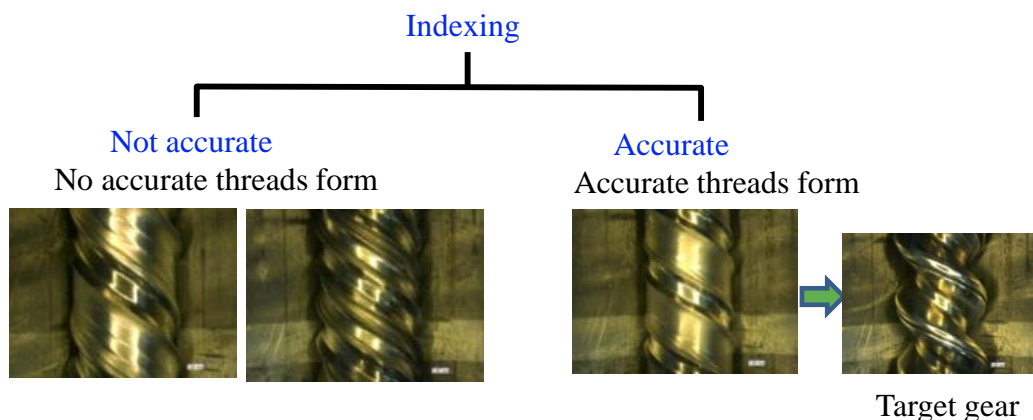 Indexing
Not accurate
Accurate
No accurate threads form
Accurate threads form
Target gear